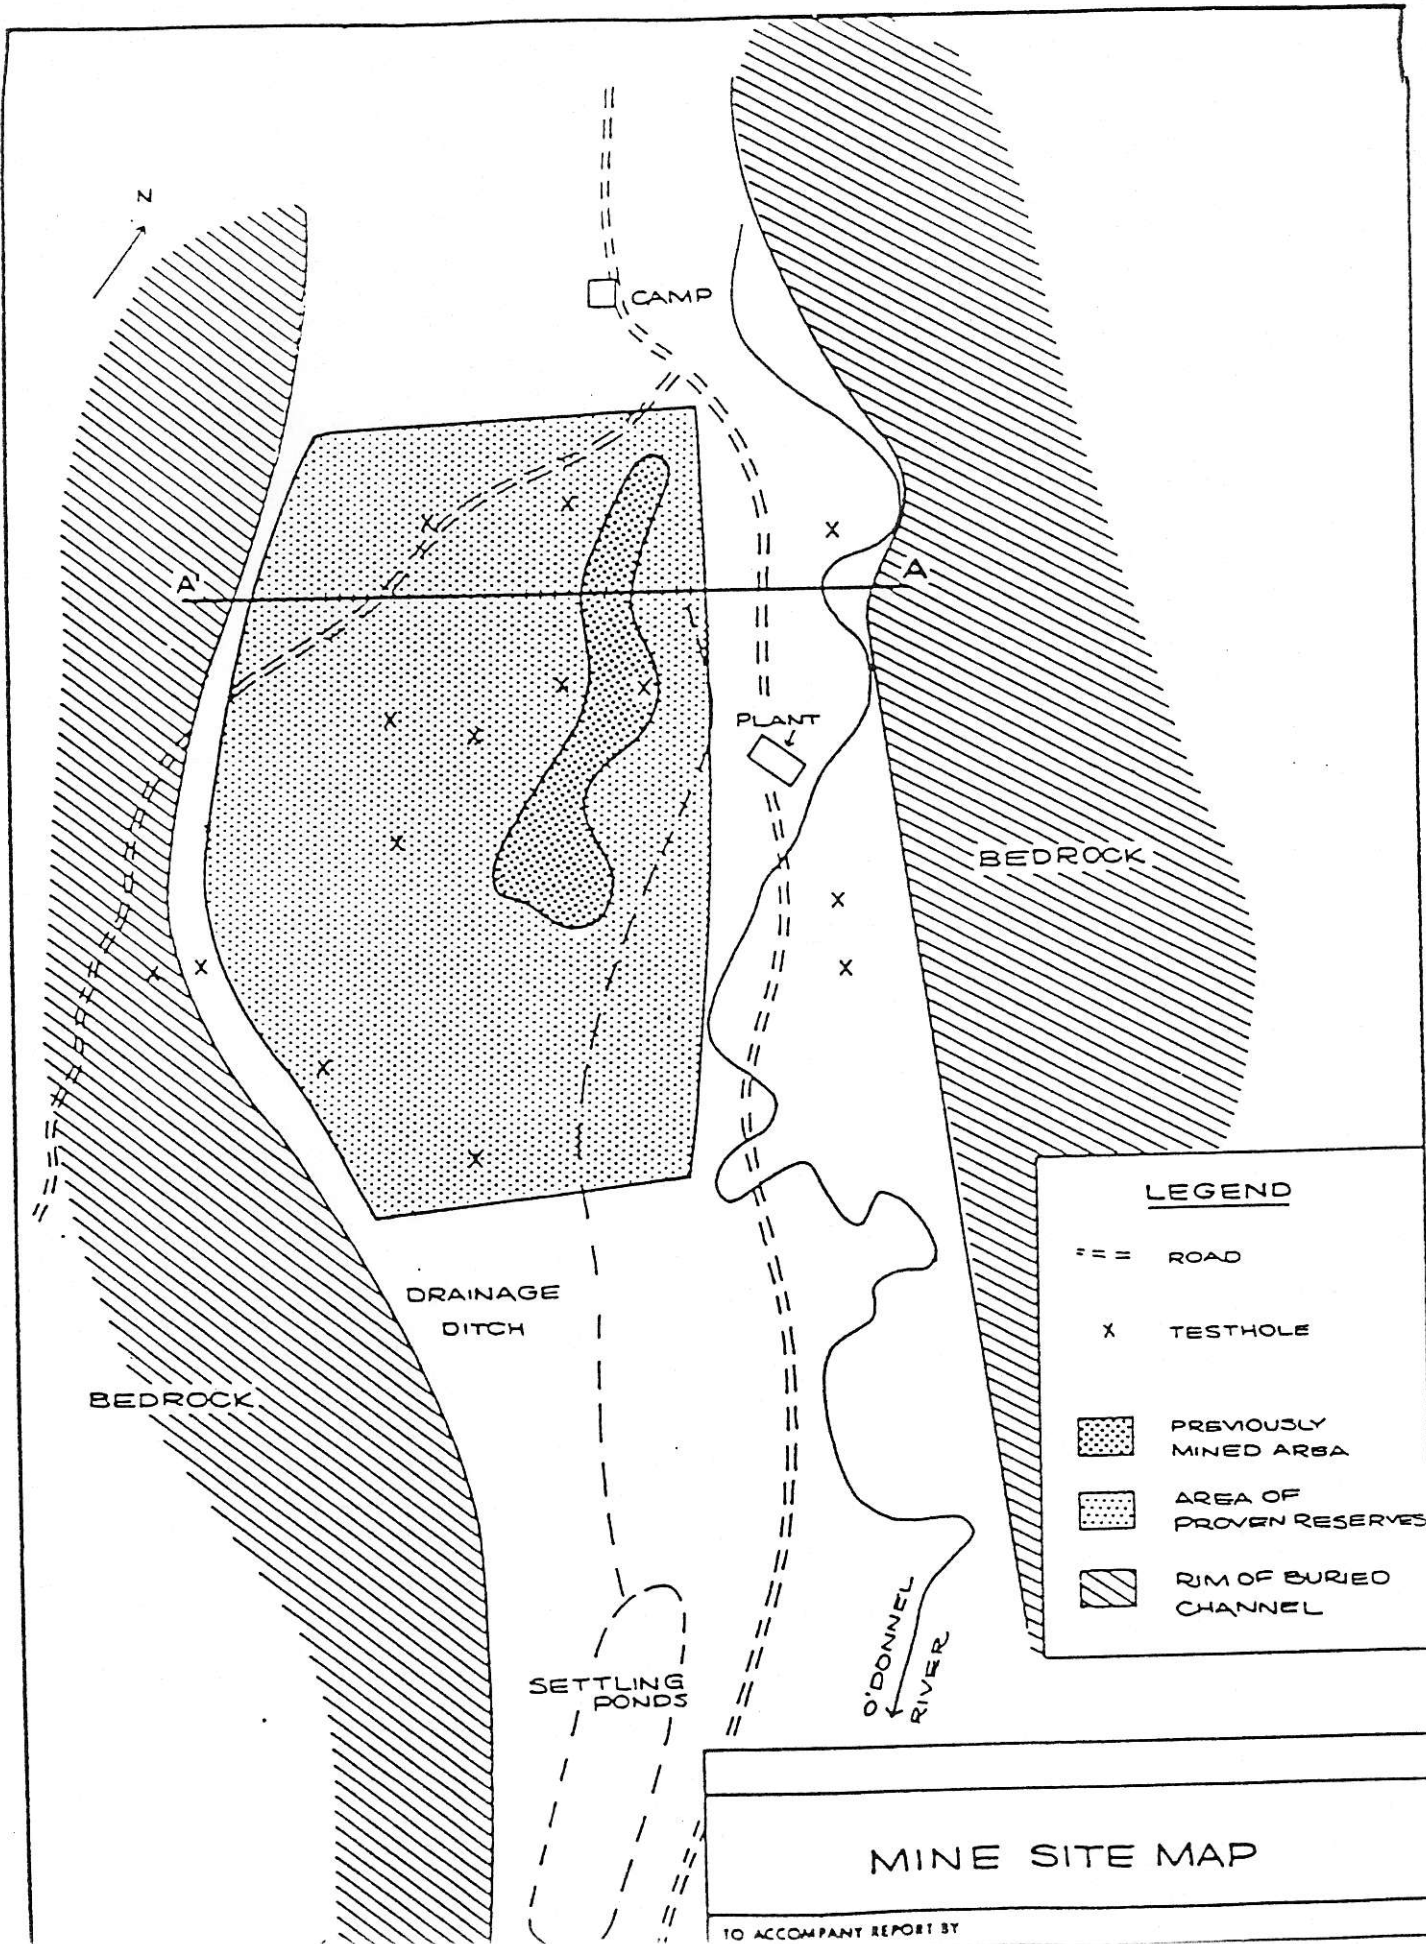 N
CAMP
A'
A
PLANT
BEDROCK
DRAINAGE
DITCH
BEDROCK
SETTLING
PONDS
O'DONNEL
RIVER
LEGEND
=== ROAD
X TESTHOLE
PREVIOUSLY
MINED AREA
AREA OF
PROVEN RESERVES
RIM OF BURIED
CHANNEL
MINE SITE MAP
TO ACCOMPANY REPORT BY